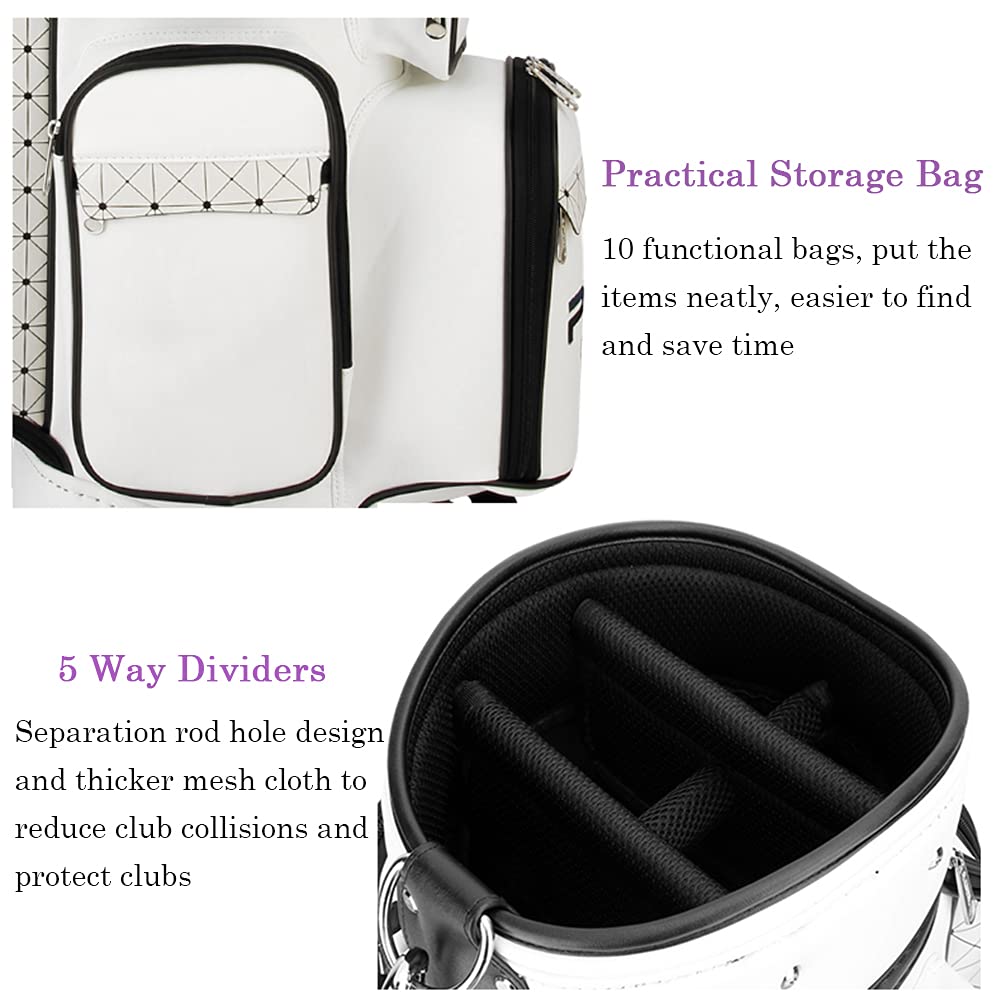 Practical Storage Bag
10 functional bags, put the
items neatly, easier to find
and save time
5 Way Dividers
Separation rod hole design
and thicker mesh cloth to
reduce club collisions and
protect clubs